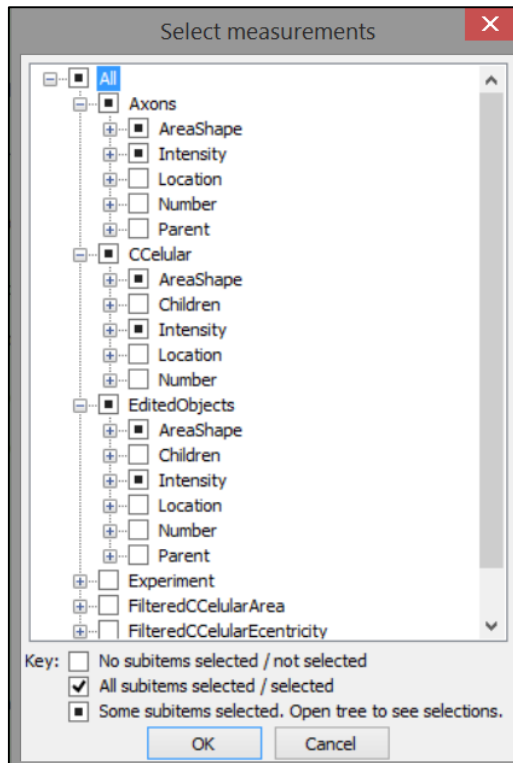 Select measurements
All
Axons
AreaShape
Intensity
Location
Number
Parent
CCelular
AreaShape
Children
Intensity
Location
Number
EditedObjects
AreaShape
Children
Intensity
Location
Number
Parent
Experiment
FilteredCCelularArea
FilteredCCelularEcentricity
Key: No subitems selected / not selected
All subitems selected / selected
Some subitems selected. Open tree to see selections.
OK Cancel